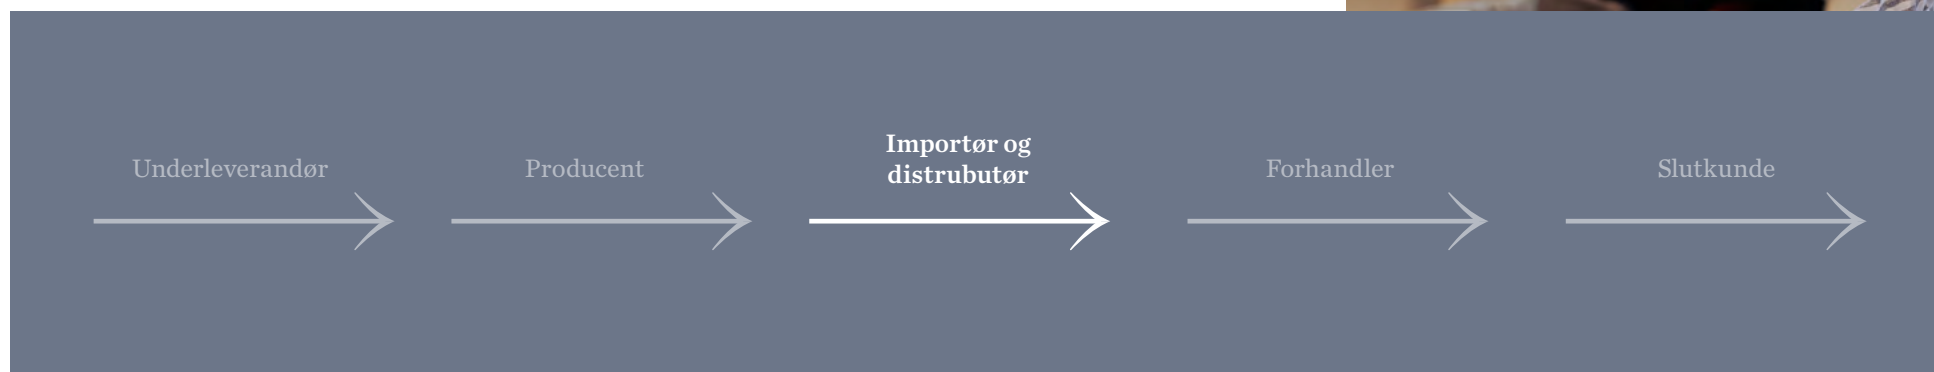 Underleverandør
Producent
Importør og
distrubutør
Forhandler
Slutkunde